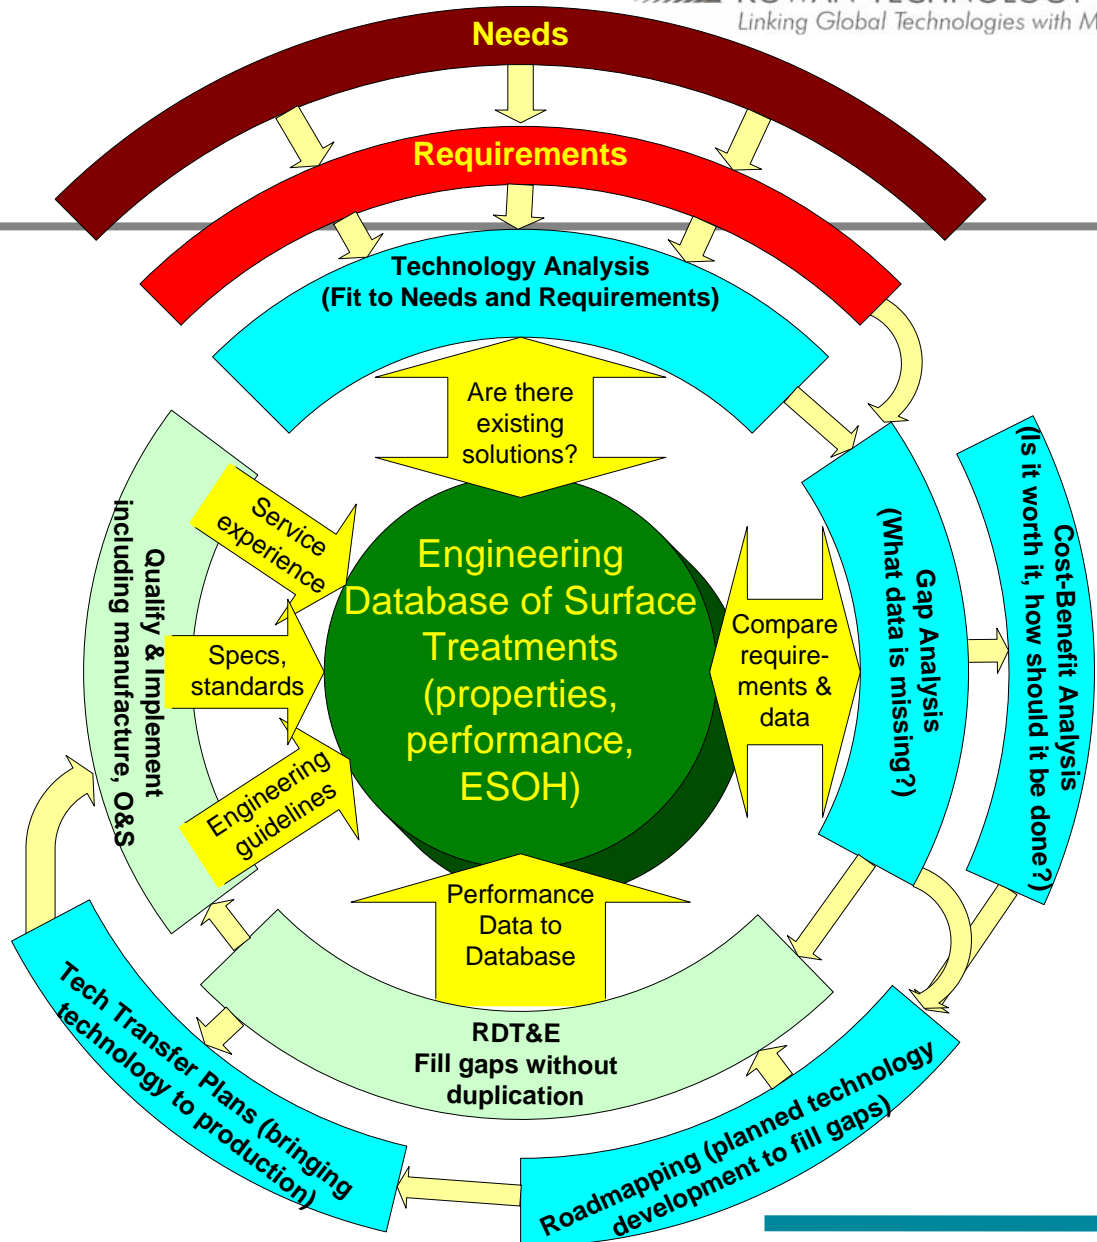 Linking Global Technologies with M
Needs
Requirements
Technology Analysis
(Fit to Needs and Requirements)
Are there
existing
solutions?
Service
experience
Specs,
standards
Engineering
guidelines
Qualify & Implement
including manufacture, O&S
Engineering
Database of Surface
Treatments
(properties,
performance,
ESOH)
Compare
require-
ments &
data
Gap Analysis
(What data is missing?)
Cost-Benefit Analysis
(Is it worth it, how should it be done?)
Performance
Data to
Database
RDT&E
Fill gaps without
duplication
Tech Transfer Plans (bringing
technology to production)
Roadmapping (planned technology
development to fill gaps)